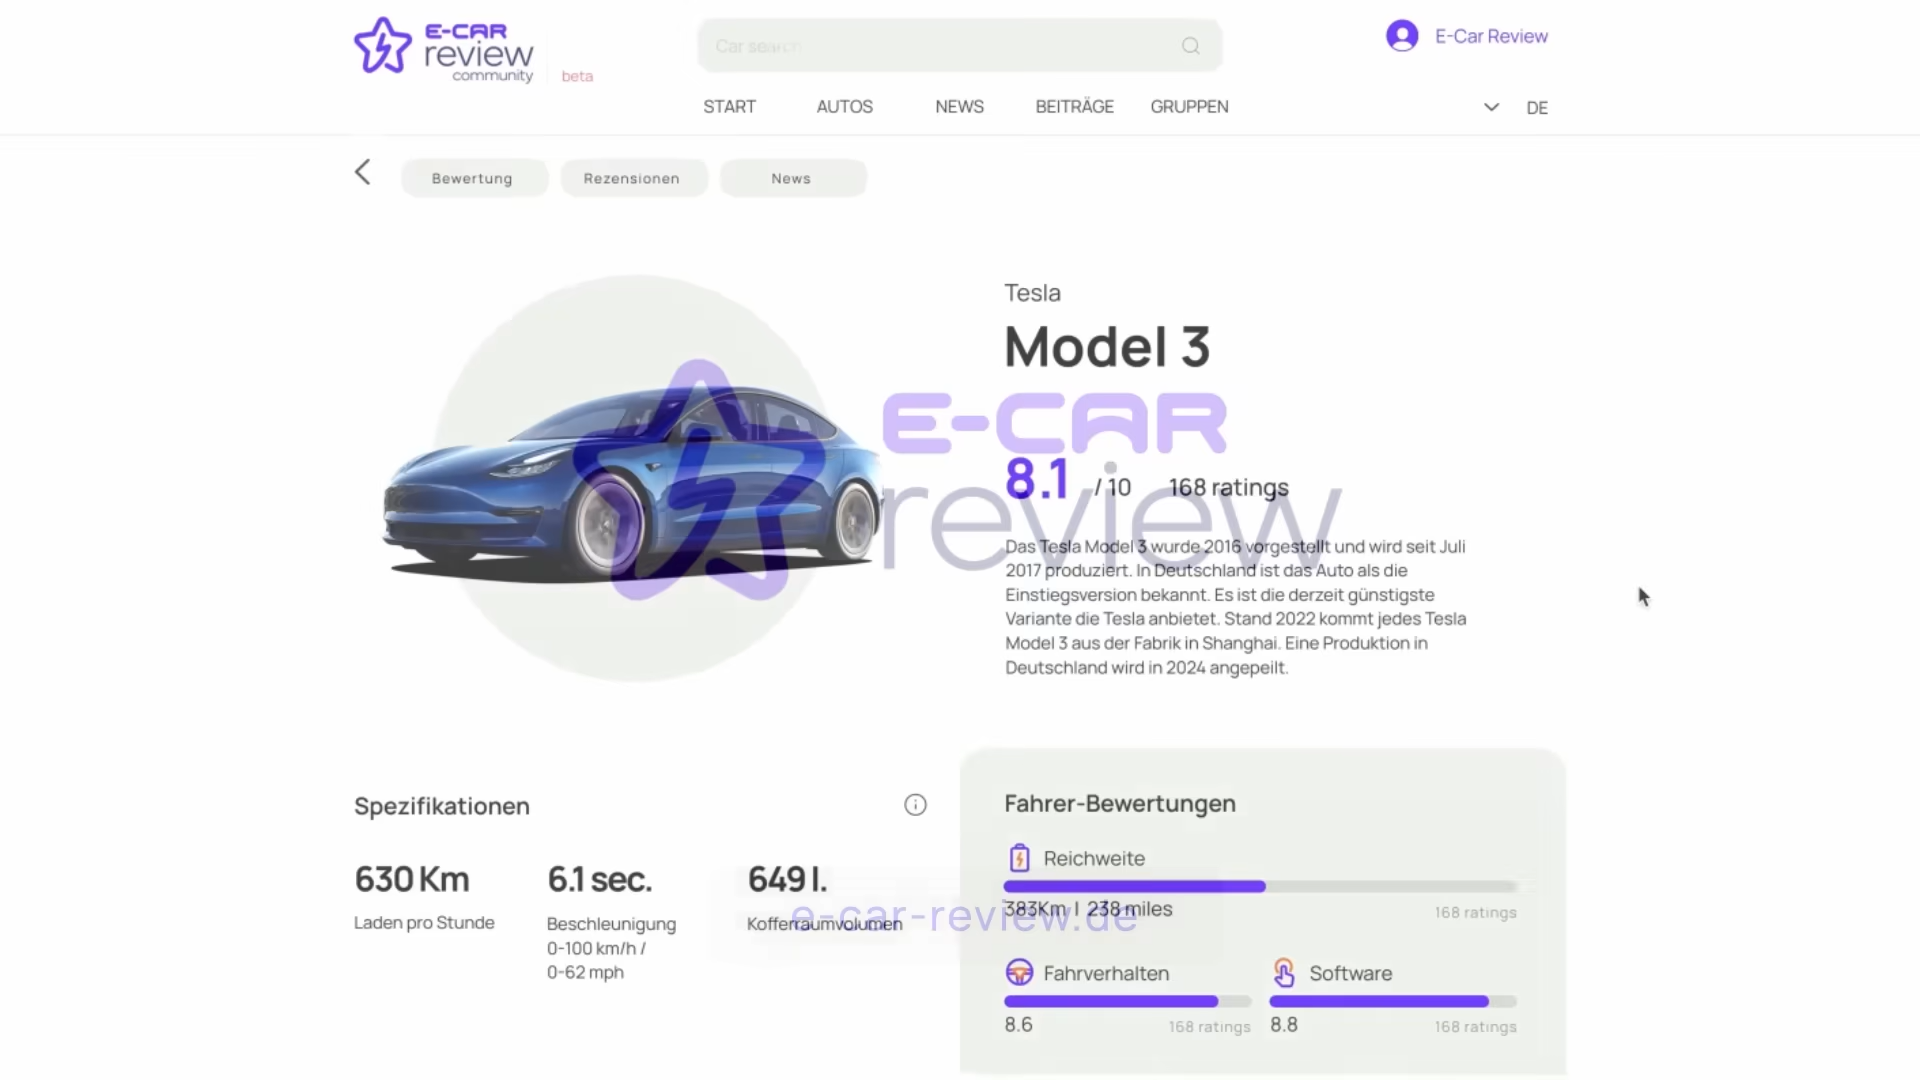 E-CAR
review
community
beta
Car search
E-Car Review
START AUTOS NEWS BEITRÄGE GRUPPEN
DE
Bewertung Rezensionen News
Tesla
Model 3
E-CAR
review
8.1 / 10 168 ratings
Das Tesla Model 3 wurde 2016 vorgestellt und wird seit Juli
2017 produziert. In Deutschland ist das Auto als die
Einstiegsversion bekannt. Es ist die derzeit günstigste
Variante die Tesla anbietet. Stand 2022 kommt jedes Tesla
Model 3 aus der Fabrik in Shanghai. Eine Produktion in
Deutschland wird in 2024 angepeilt.
Spezifikationen
630 Km
Laden pro Stunde
6.1 sec.
Beschleunigung
0-100 km/h /
0-62 mph
649 l.
Kofferraumvolumen
e-car-review.de
Fahrer-Bewertungen
Reichweite
383Km | 238 miles
168 ratings
Fahrverhalten
8.6
168 ratings
Software
8.8
168 ratings